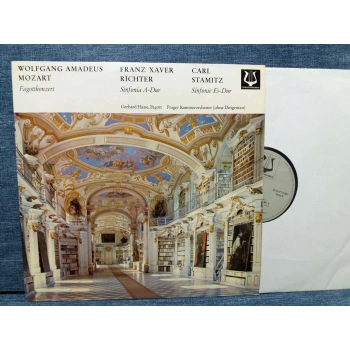 WOLFGANG AMADEUS
MOZART
Fagottkonzert
FRANZ XAVER
RICHTER
Sinfonia A-Dur
CARL
STAMITZ
Sinfonie Es-Dur
Gerhard Hase, Fagott Prager Kammerorchester (ohne Dirigenten)